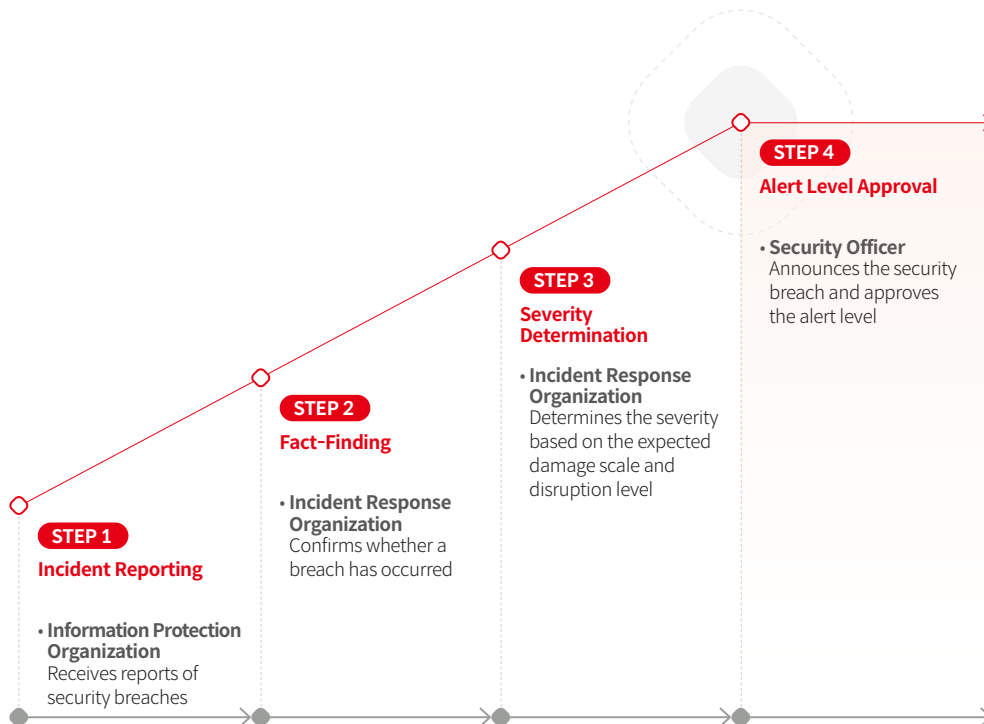 STEP 1
Incident Reporting
• Information Protection
Organization
Receives reports of
security breaches
STEP 2
Fact-Finding
• Incident Response
Organization
Confirms whether a
breach has occurred
STEP 3
Severity
Determination
• Incident Response
Organization
Determines the severity
based on the expected
damage scale and
disruption level
STEP 4
Alert Level Approval
• Security Officer
Announces the security
breach and approves
the alert level